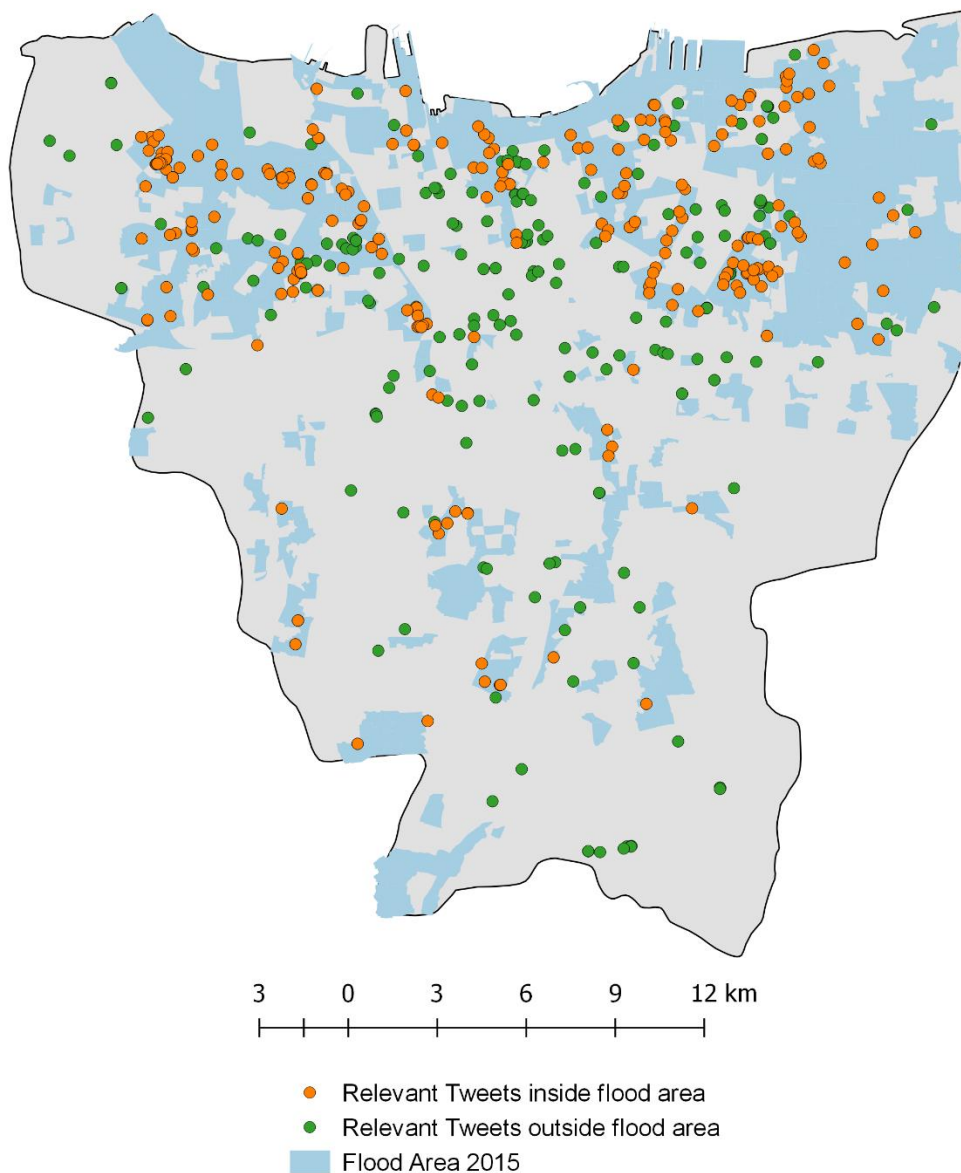 3 0 3 6 9 12 km
Relevant Tweets inside flood area
Relevant Tweets outside flood area
Flood Area 2015